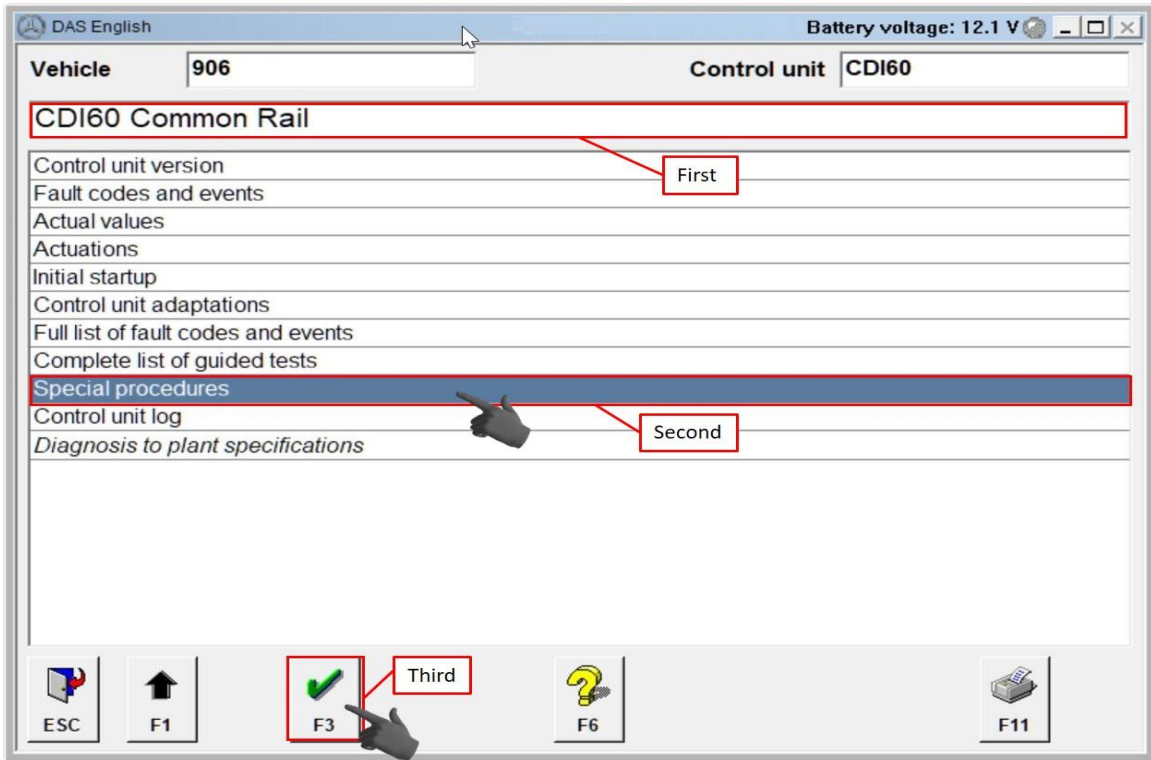 DAS English Battery voltage: 12.1 V
Vehicle 906 Control unit CDI60
CDI60 Common Rail
First
Control unit version
Fault codes and events
Actual values
Actuations
Initial startup
Control unit adaptations
Full list of fault codes and events
Complete list of guided tests
Special procedures
Second
Control unit log
Diagnosis to plant specifications
Third
ESC F1 F3 F6 F11